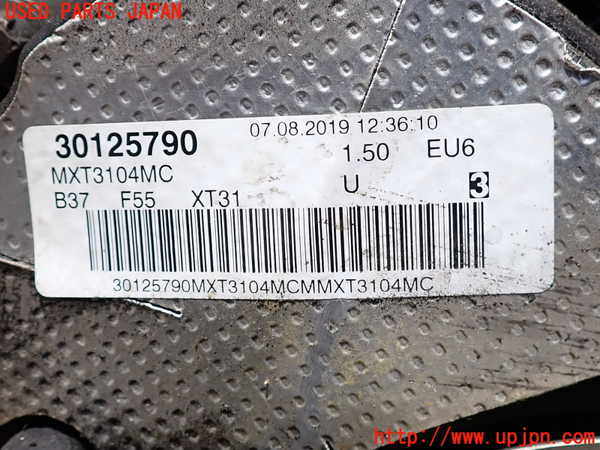 USED PARTS JAPAN
30125790 07.08.2019 12:36:10
MXT3104MC 1.50 EU6
B37 F55 XT31 U 3
30125790MXT3104MCMMXT3104MC
http://www.upjpn.com/